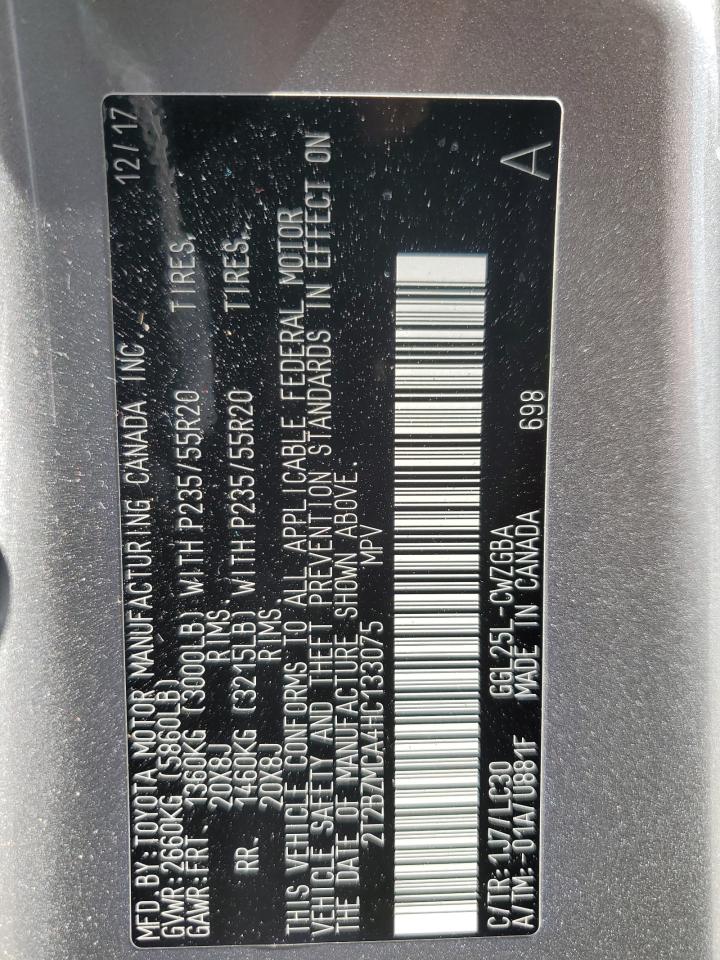 MFD. BY:TOYOTA MOTOR MANUFACTURING CANADA INC. 12/17
GVWR:2660KG (5860LB)
GAWR:FRT. 1360KG (3000LB) WITH P235/55R20 TIRES,
20X8J RIMS
RR. 1460KG (3215LB) WITH P235/55R20 TIRES,
20X8J RIMS
THIS VEHICLE CONFORMS TO ALL APPLICABLE FEDERAL MOTOR
VEHICLE SAFETY AND THEFT PREVENTION STANDARDS IN EFFECT ON
THE DATE OF MANUFACTURE SHOWN ABOVE.
2T2BZMCA4HC133075 MPV
C/TR:1J7/LC30 GGL25L-CWZGBA
A/TM:-01A/U881F MADE IN CANADA 698 A